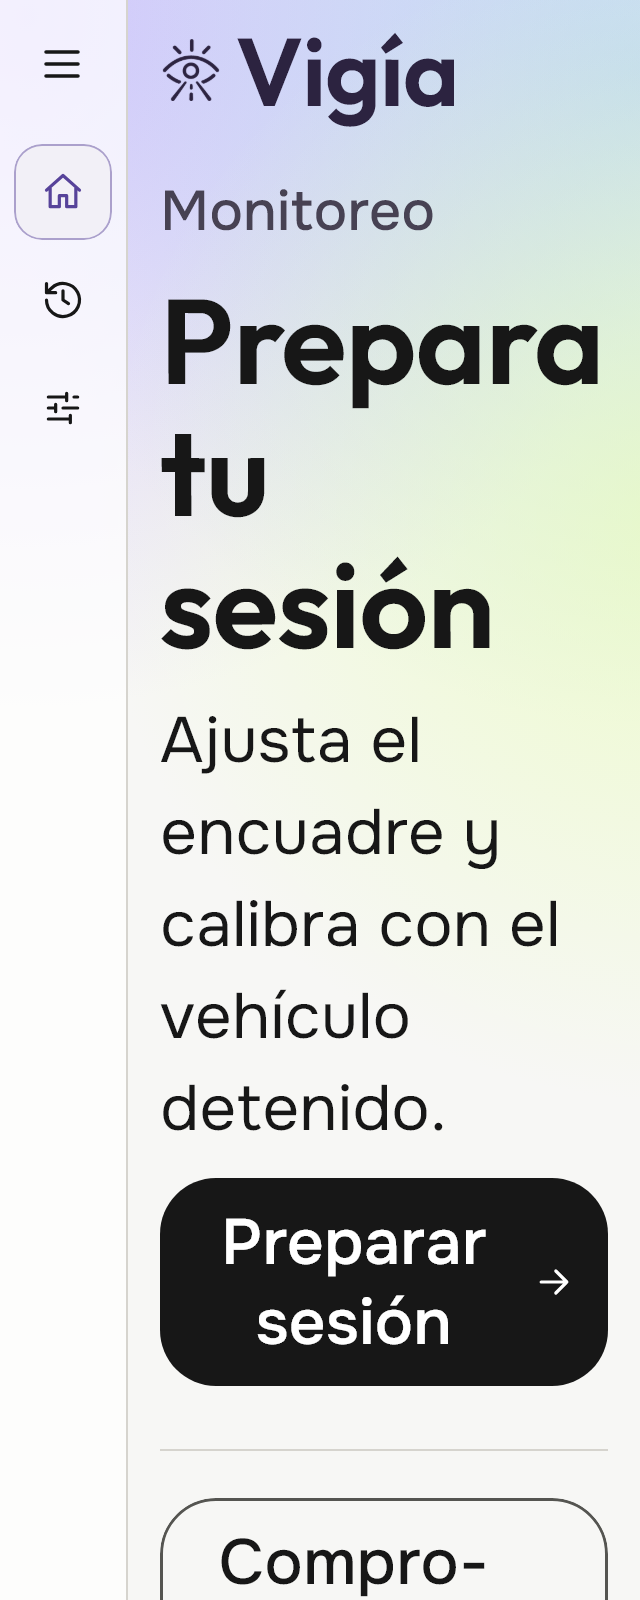 Vigía
Monitoreo
Prepara
tu
sesión
Ajusta el
encuadre y
calibra con el
vehículo
detenido.
Preparar
sesión
Compro-